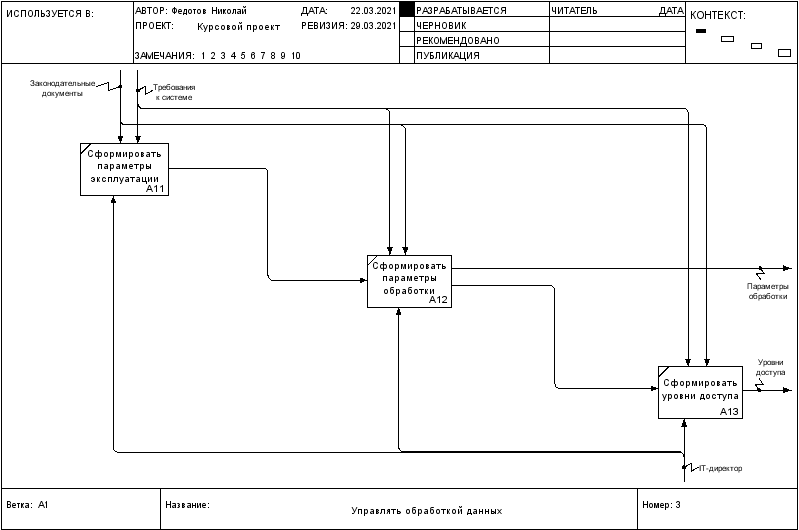 ИСПОЛЬЗУЕТСЯ В:
АВТОР: Федотов Николай
ДАТА: 22.03.2021
ПРОЕКТ: Курсовой проект
РЕВИЗИЯ: 29.03.2021
ЗАМЕЧАНИЯ: 1 2 3 4 5 6 7 8 9 10
РАЗРАБАТЫВАЕТСЯ
ЧЕРНОВИК
РЕКОМЕНДОВАНО
ПУБЛИКАЦИЯ
ЧИТАТЕЛЬ ДАТА
КОНТЕКСТ:
Законодательные
документы
Требования
к системе
Сформировать
параметры
эксплуатации
A11
Сформировать
параметры
обработки
A12
Параметры
обработки
Уровни
доступа
Сформировать
уровни доступа
A13
IT-директор
Ветка: A1
Название:
Управлять обработкой данных
Номер: 3